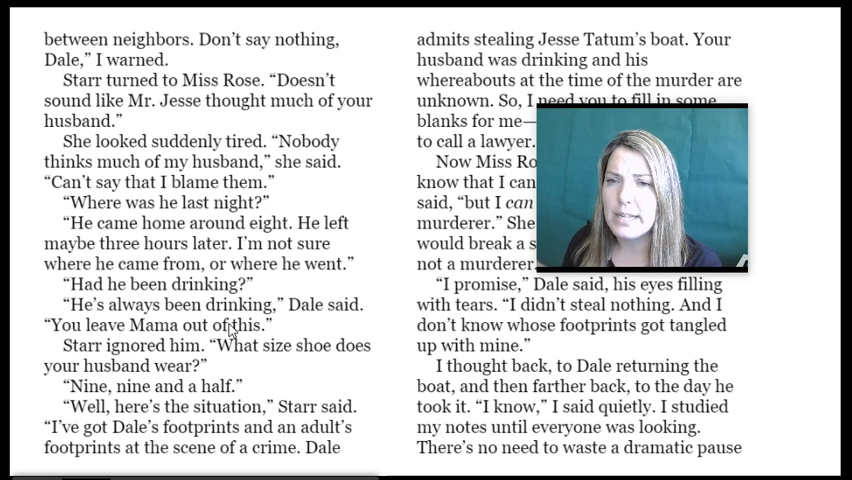 between neighbors. Don't say nothing,
Dale,” I warned.
Starr turned to Miss Rose. “Doesn't
sound like Mr. Jesse thought much of your
husband.”
She looked suddenly tired. “Nobody
thinks much of my husband,” she said.
“Can't say that I blame them.”
“Where was he last night?”
“He came home around eight. He left
maybe three hours later. I'm not sure
where he came from, or where he went.”
“Had he been drinking?”
“He's always been drinking,” Dale said.
“You leave Mama out of this.”
Starr ignored him. “What size shoe does
your husband wear?”
“Nine, nine and a half.”
“Well, here's the situation,” Starr said.
“I've got Dale's footprints and an adult's
footprints at the scene of a crime. Dale
admits stealing Jesse Tatum's boat. Your
husband was drinking and his
whereabouts at the time of the murder are
unknown. So, I need you to fill in some
blanks for me—
to call a lawyer.
Now Miss Ro
know that I can
said, “but I can
murderer.” She
would break a s
not a murderer.
“I promise,” Dale said, his eyes filling
with tears. “I didn't steal nothing. And I
don't know whose footprints got tangled
up with mine.”
I thought back, to Dale returning the
boat, and then farther back, to the day he
took it. “I know,” I said quietly. I studied
my notes until everyone was looking.
There's no need to waste a dramatic pause